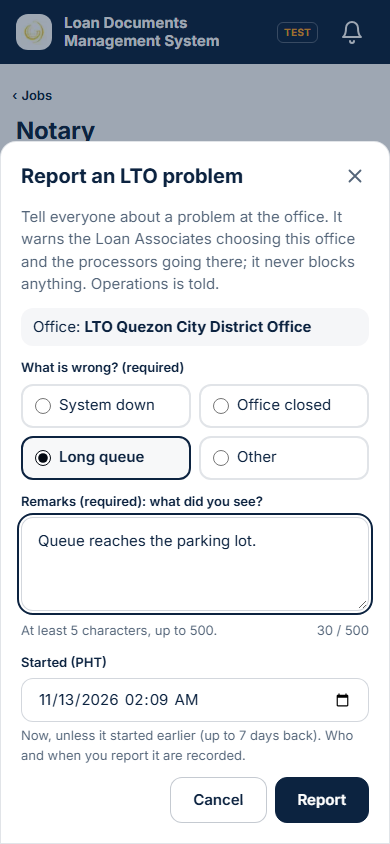 Loan Documents
Management System
TEST
‹ Jobs
Notary
Report an LTO problem
Tell everyone about a problem at the office. It
warns the Loan Associates choosing this office
and the processors going there; it never blocks
anything. Operations is told.
Office: LTO Quezon City District Office
What is wrong? (required)
System down
Office closed
Long queue
Other
Remarks (required): what did you see?
Queue reaches the parking lot.
At least 5 characters, up to 500.
30 / 500
Started (PHT)
11/13/2026 02:09 AM
Now, unless it started earlier (up to 7 days back). Who
and when you report it are recorded.
Cancel
Report